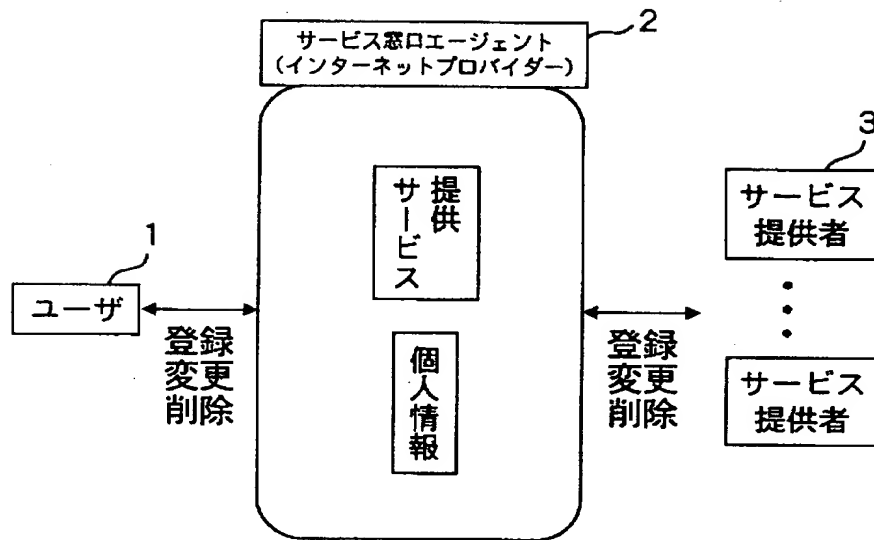 サービス窓口エージェント
(インターネットプロバイダー)
2
提供
サービス
個人情報
1
ユーザ
登録
変更
削除
登録
変更
削除
3
サービス
提供者
サービス
提供者